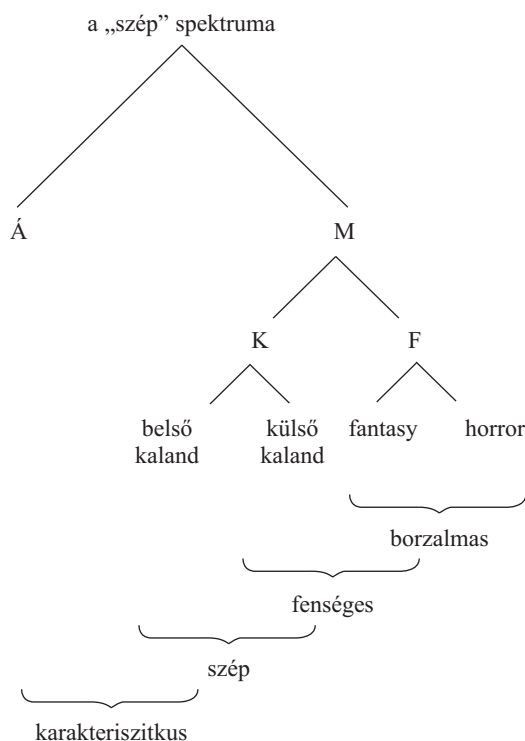 a „szép” spektruma
Á M
K F
belső külső fantasy horror
kaland kaland
borzalmas
fenséges
szép
karakteriszitkus